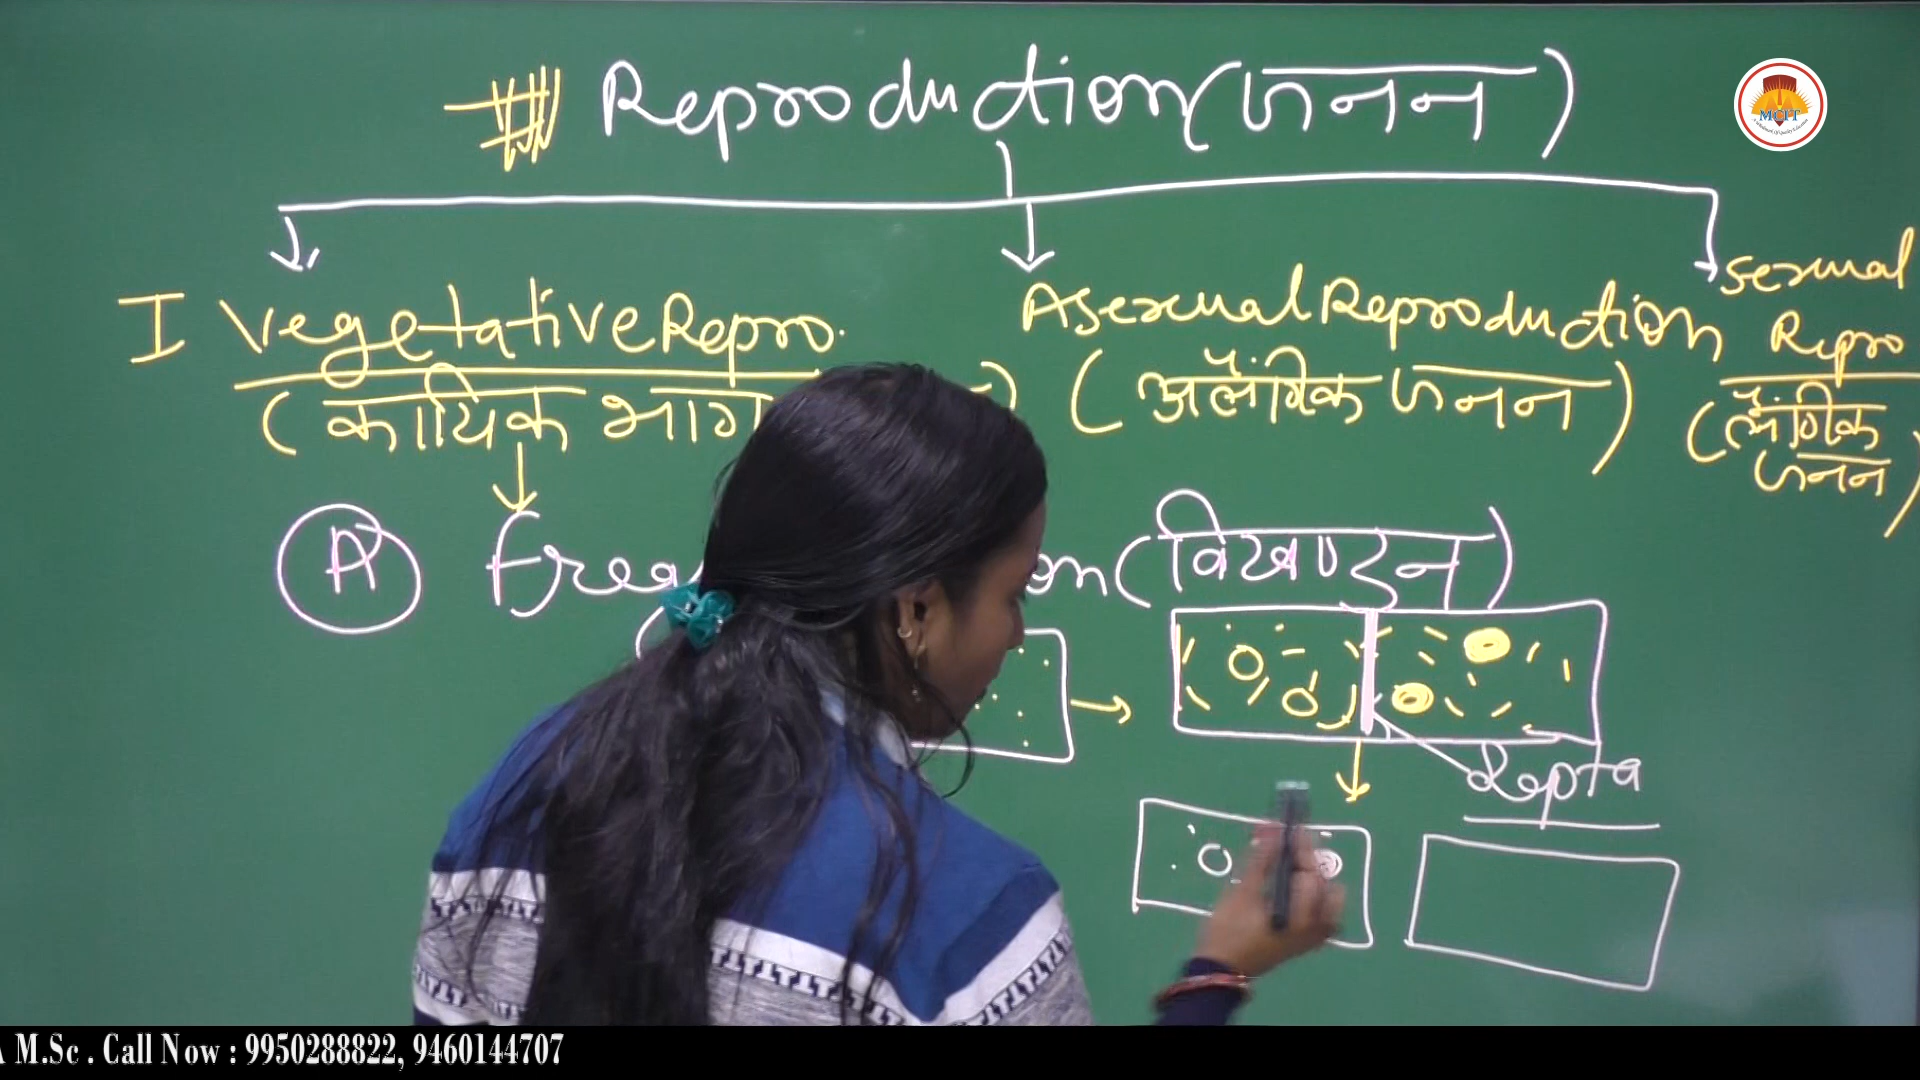 Reproduction (जनन)
I Vegetative Repro.
(कायिक भाग
Asexual Reproduction
(अलैंगिक जनन)
Sexual
Repro
(लैंगिक
जनन)
A
on (विखण्डन)
Septa
MCIT
A M.Sc . Call Now : 9950288822, 9460144707